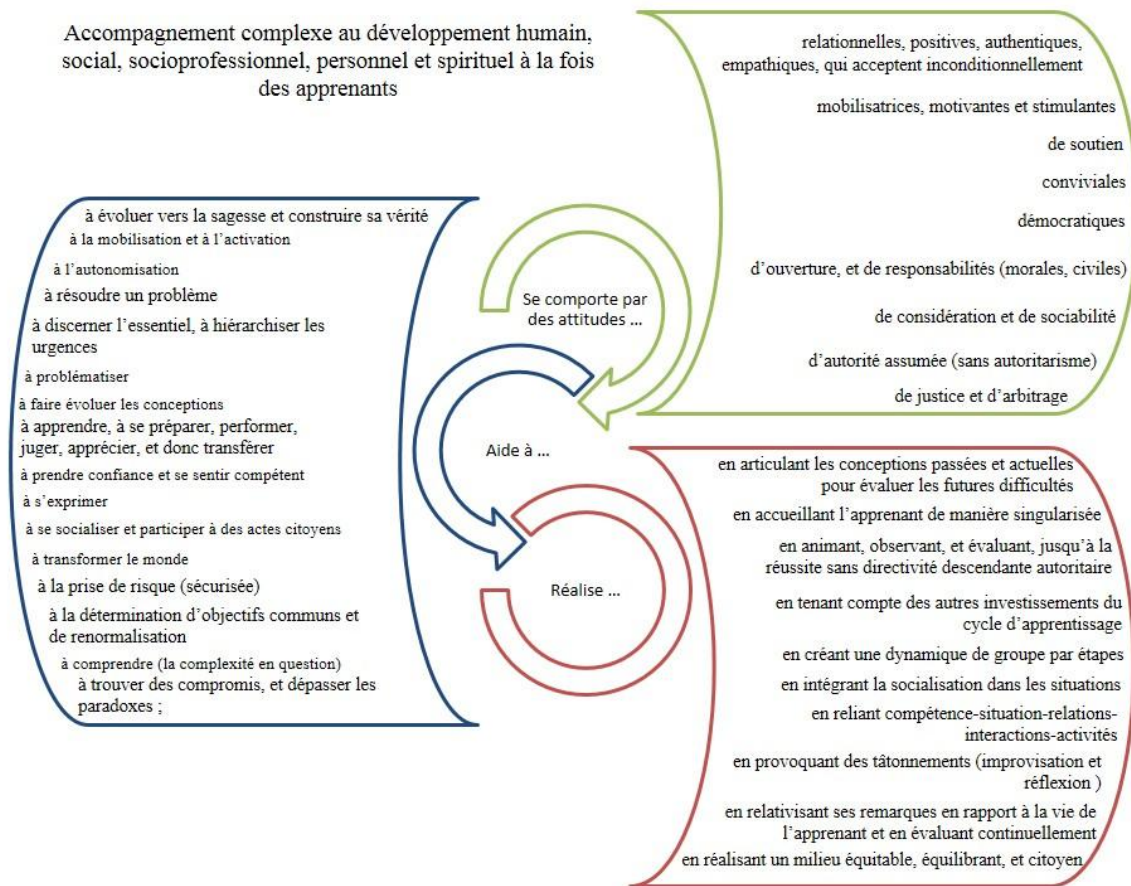 Accompagnement complexe au développement humain,
social, socioprofessionnel, personnel et spirituel à la fois
des apprenants
relationnelles, positives, authentiques,
empathiques, qui acceptent inconditionnellement
mobilisatrices, motivantes et stimulantes
de soutien
conviviales
démocratiques
d’ouverture, et de responsabilités (morales, civiles)
de considération et de sociabilité
d’autorité assumée (sans autoritarisme)
de justice et d’arbitrage
Se comporte par
des attitudes ...
à évoluer vers la sagesse et construire sa vérité
à la mobilisation et à l’activation
à l’autonomisation
à résoudre un problème
à discerner l’essentiel, à hiérarchiser les
urgences
à problématiser
à faire évoluer les conceptions
à apprendre, à se préparer, performer,
juger, apprécier, et donc transférer
à prendre confiance et se sentir compétent
à s’exprimer
à se socialiser et participer à des actes citoyens
à transformer le monde
à la prise de risque (sécurisée)
à la détermination d’objectifs communs et
de renormalisation
à comprendre (la complexité en question)
à trouver des compromis, et dépasser les
paradoxes ;
Aide à ...
Réalise ...
en articulant les conceptions passées et actuelles
pour évaluer les futures difficultés
en accueillant l’apprenant de manière singularisée
en animant, observant, et évaluant, jusqu’à la
réussite sans directivité descendante autoritaire
en tenant compte des autres investissements du
cycle d’apprentissage
en créant une dynamique de groupe par étapes
en intégrant la socialisation dans les situations
en reliant compétence-situation-relations-
interactions-activités
en provoquant des tâtonnements (improvisation et
réflexion )
en relativisant ses remarques en rapport à la vie de
l’apprenant et en évaluant continuellement
en réalisant un milieu équitable, équilibrant, et citoyen